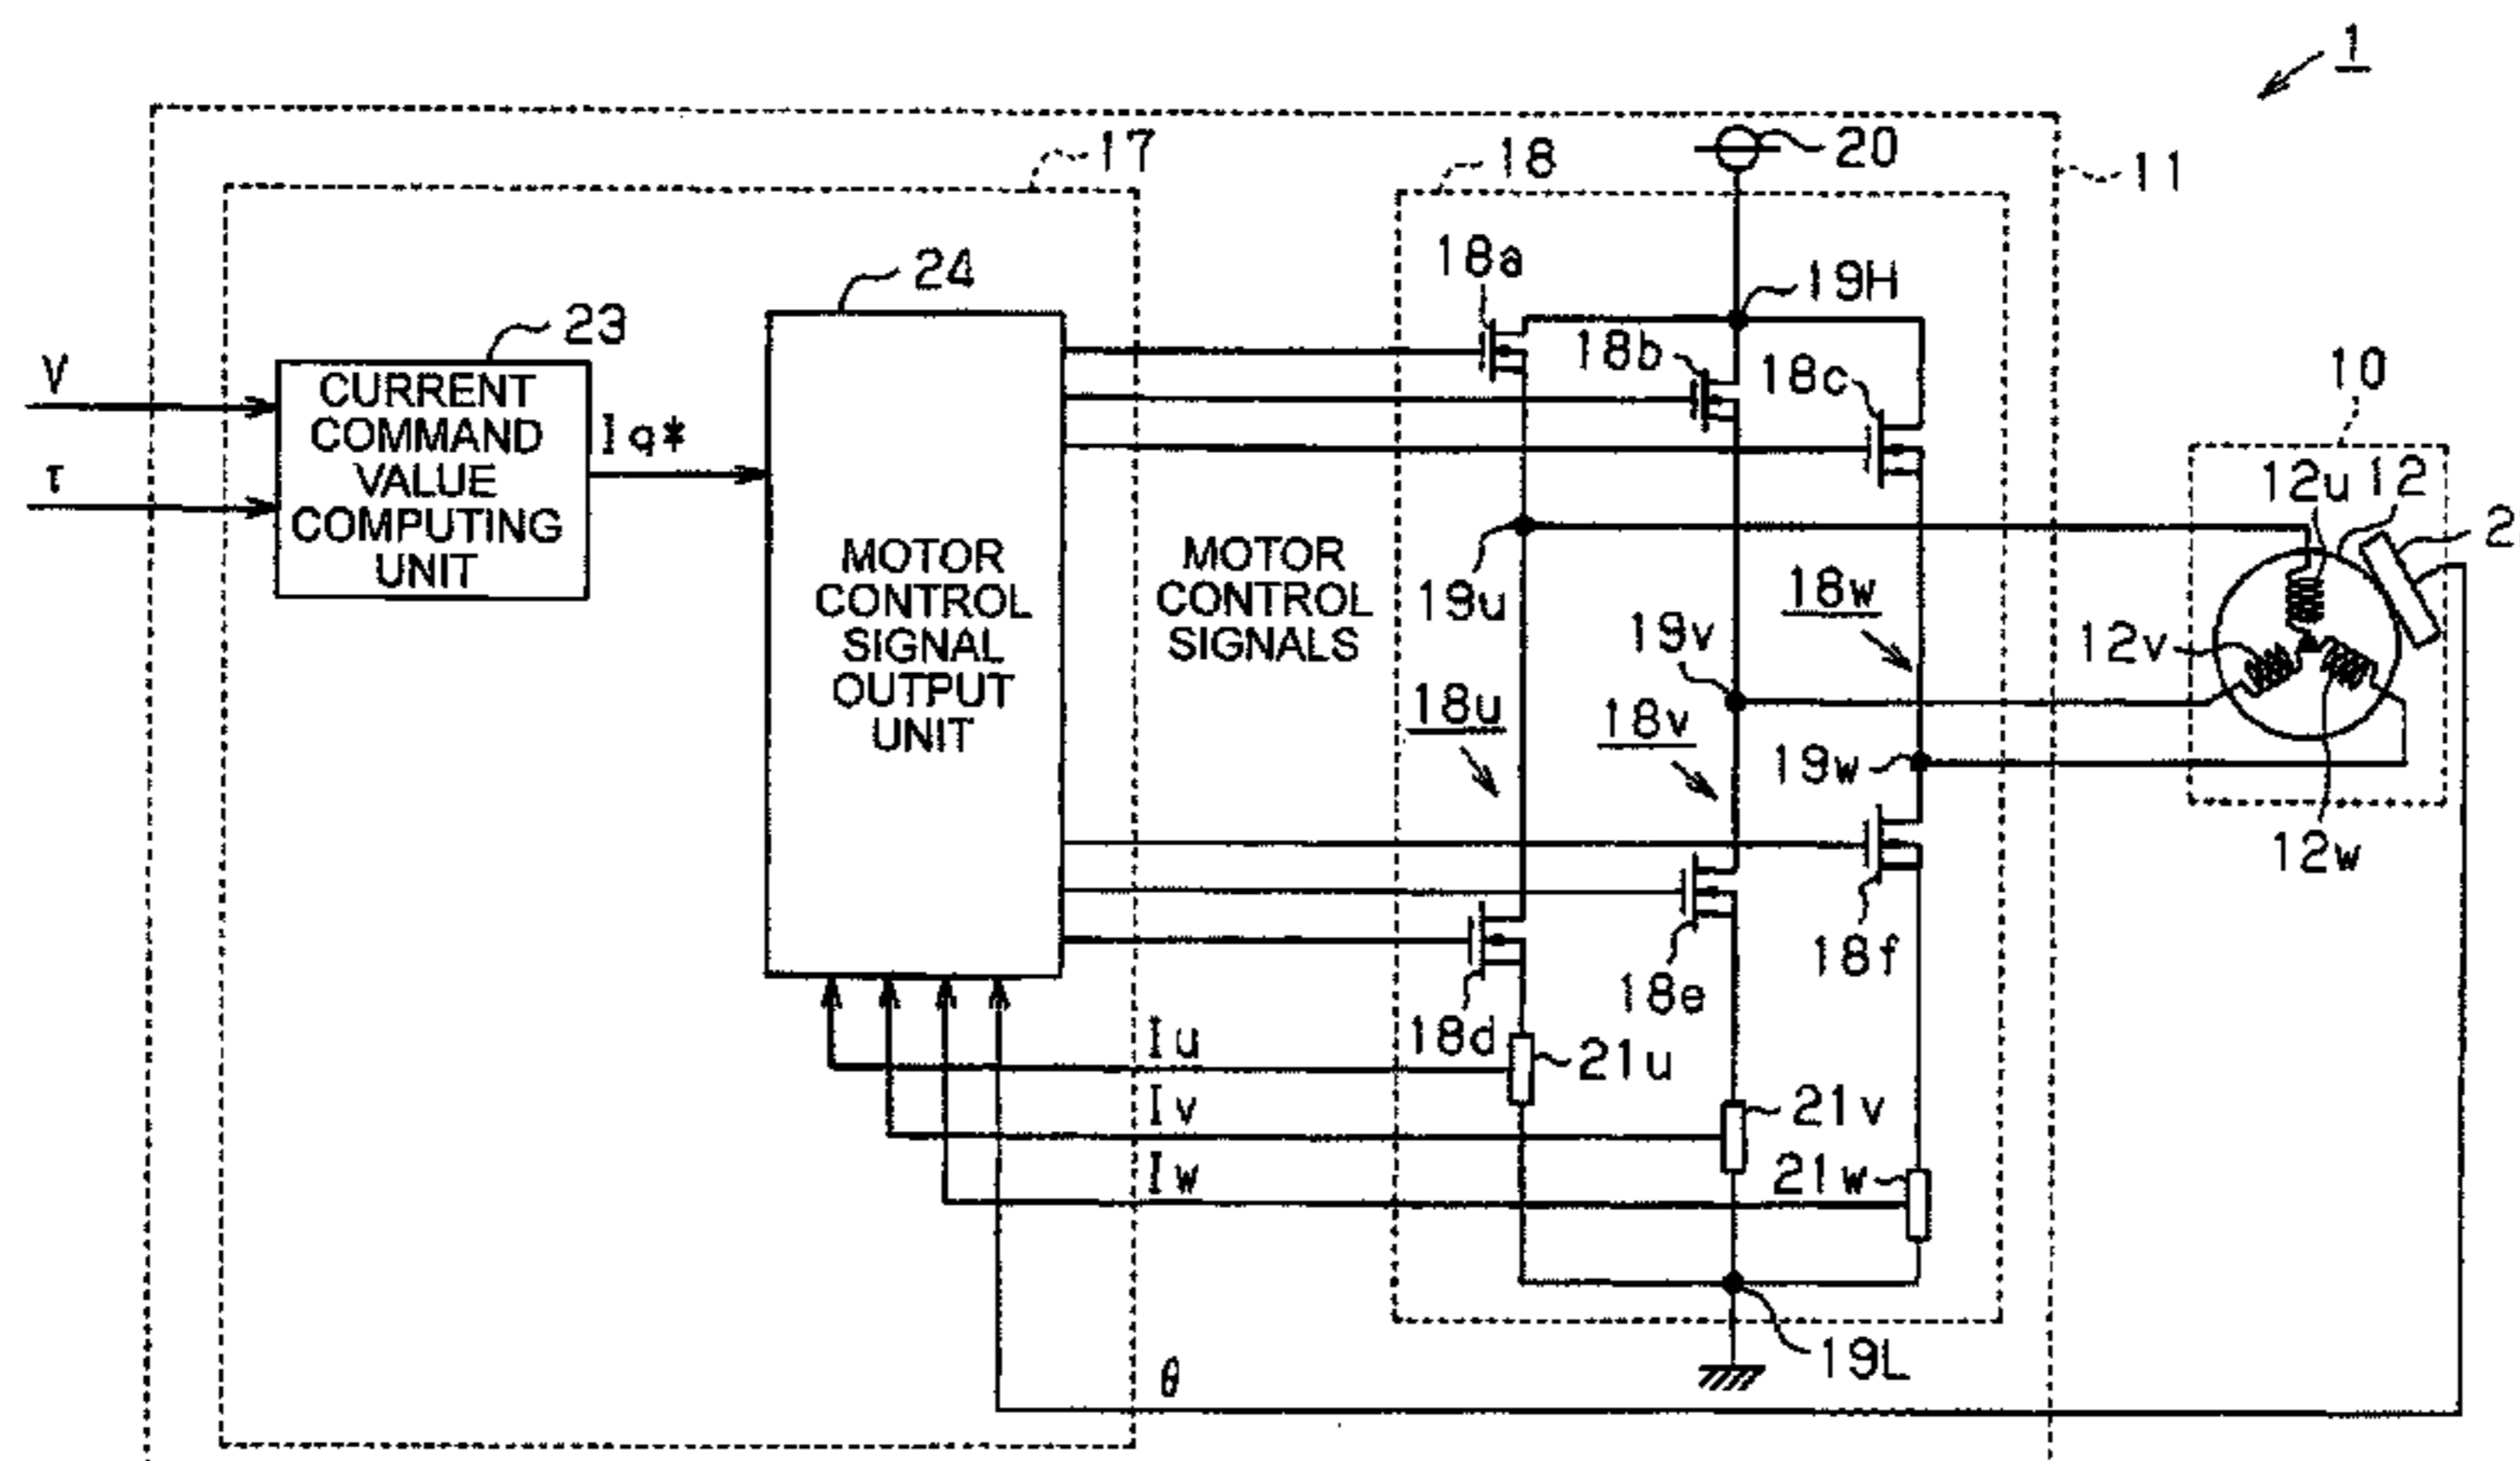 1
17
18
20
11
18a
24
19H
23
18b
18c
10
V
CURRENT
COMMAND
VALUE
COMPUTING
UNIT
Iq*
τ
12u
12
2
MOTOR
CONTROL
SIGNAL
OUTPUT
UNIT
MOTOR
CONTROL
SIGNALS
19u
18w
19v
12v
18u
18v
19w
12w
18f
18e
18d
Iu
21u
Iv
21v
Iw
21w
19L
θ